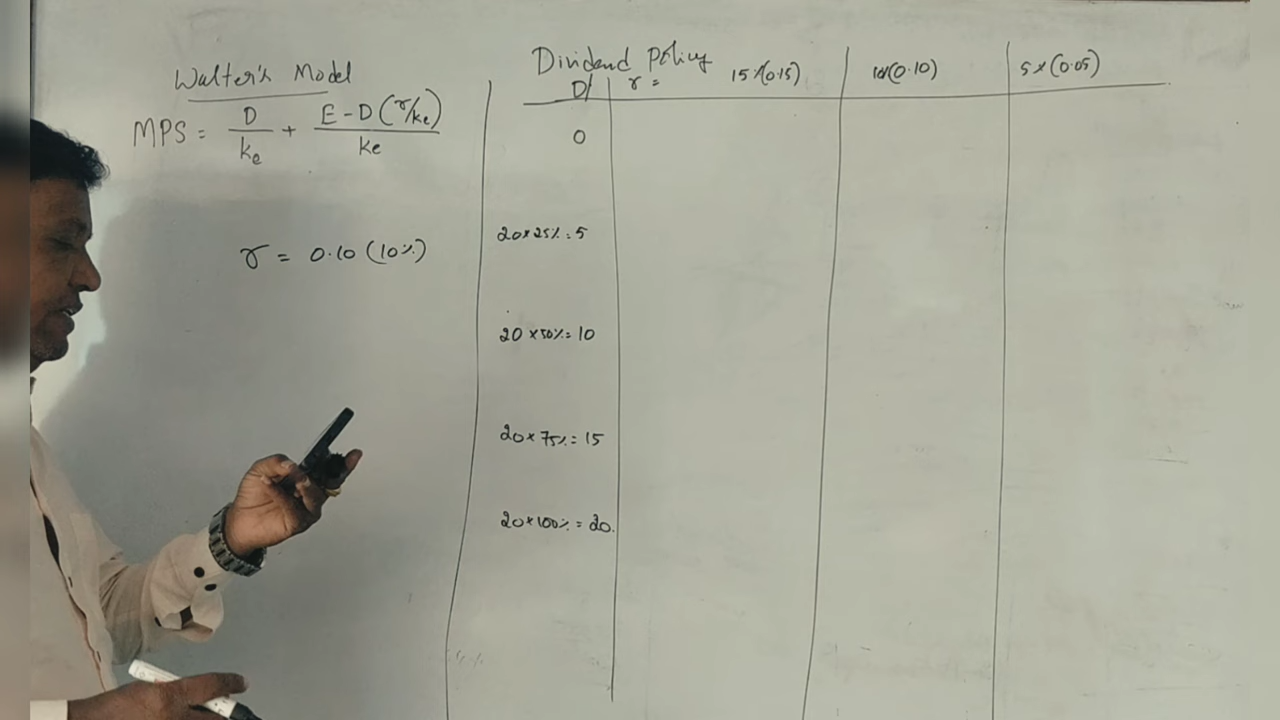 Walter's Model
MPS = D/ke + E - D (r/ke)/ke
r = 0.10 (10%)
Dividend Policy
D/ r = 15% (0.15) 10 (0.10) 5% (0.05)
0
20 × 25% = 5
20 × 50% = 10
20 × 75% = 15
20 × 100% = 20.